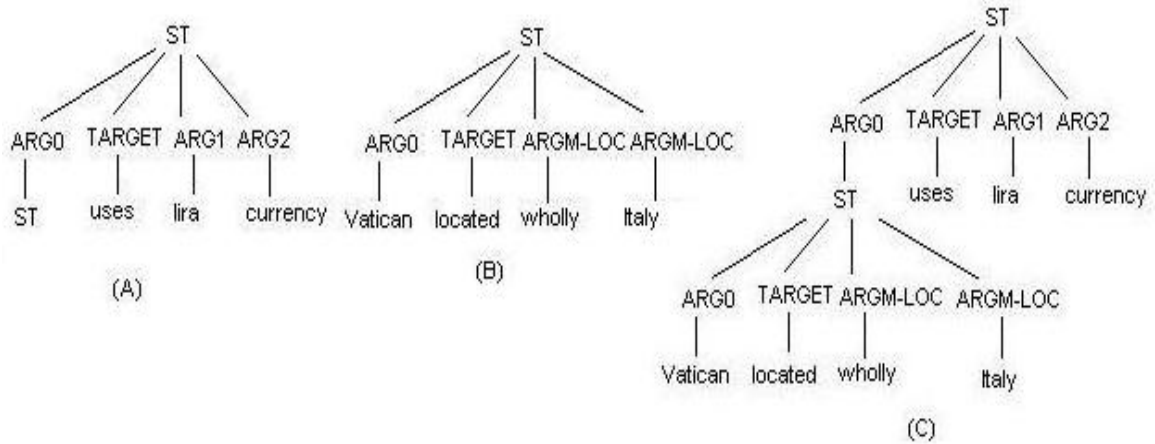 ST
ARG0 TARGET ARG1 ARG2
ST uses lira currency
(A)
ST
ARG0 TARGET ARGM-LOC ARGM-LOC
Vatican located wholly Italy
(B)
ST
ARG0 TARGET ARG1 ARG2
ST uses lira currency
ARG0 TARGET ARGM-LOC ARGM-LOC
Vatican located wholly Italy
(C)